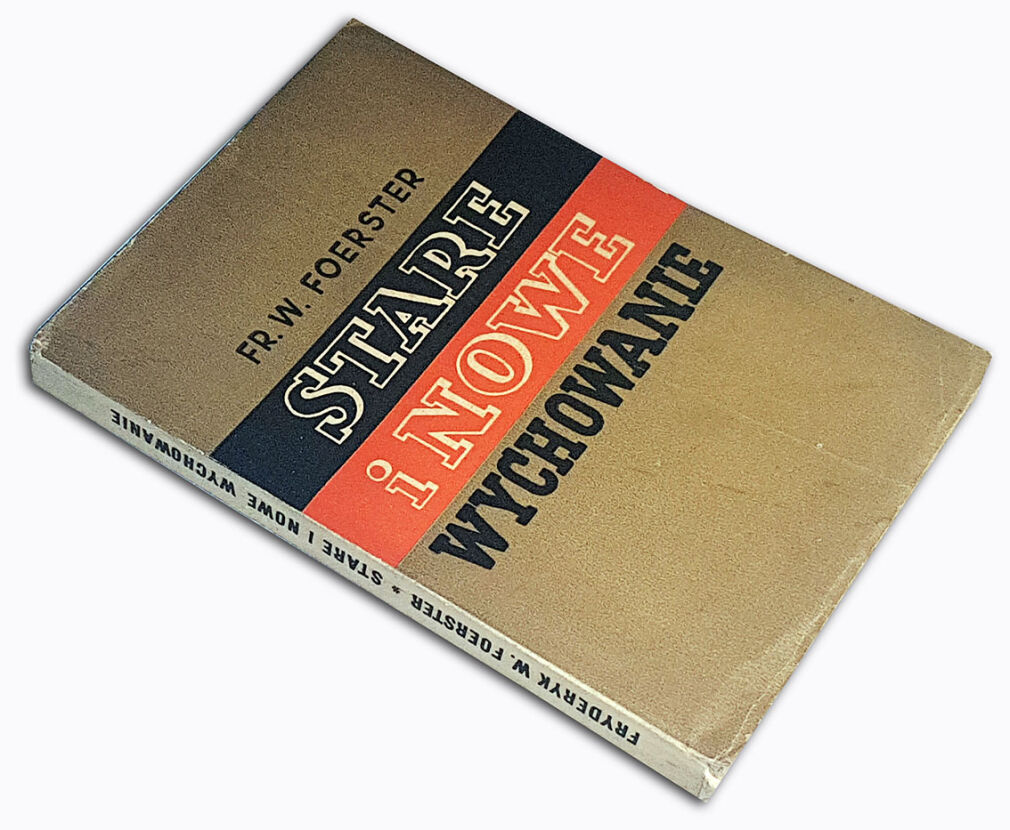 FR. W. FOERSTER
STARE
i NOWE
WYCHOWANIE
FRYDERYK W. FOERSTER * STARE I NOWE WYCHOWANIE